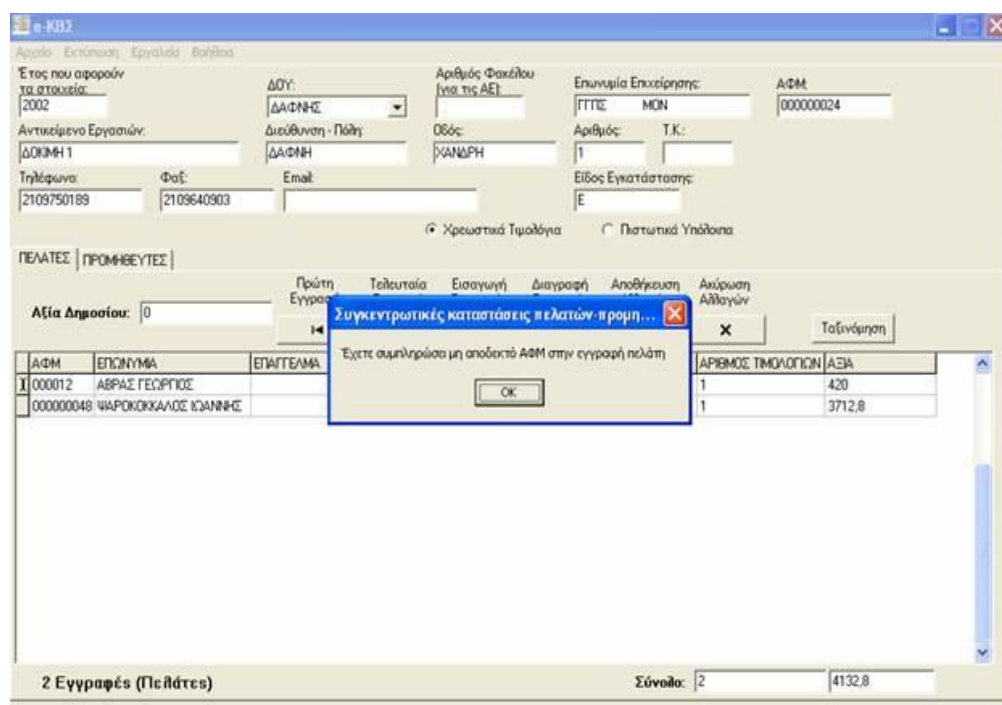 e-ΚΒΣ
Αρχείο Εκτύπωση Εργαλεία Βοήθεια
Έτος που αφορούν
τα στοιχεία:
ΔΟΥ:
Αριθμός Φακέλου
(για τις ΑΕ):
Επωνυμία Επιχείρησης:
ΑΦΜ:
2002
ΔΑΦΝΗΣ
ΓΓΠΣ ΜΟΝ
000000024
Αντικείμενο Εργασιών:
Διεύθυνση - Πόλη:
Οδός:
Αριθμός:
Τ.Κ.:
ΔΟΚΙΜΗ 1
ΔΑΦΝΗ
ΧΑΝΔΡΗ
1
Τηλέφωνα:
Φαξ:
Email:
Είδος Εγκατάστασης:
2109750189
2109640903
Ε
Χρεωστικά Τιμολόγια
Πιστωτικά Υπόλοιπα
ΠΕΛΑΤΕΣ
ΠΡΟΜΗΘΕΥΤΕΣ
Πρώτη
Τελευταία
Εισαγωγή
Διαγραφή
Αποθήκευση
Ακύρωση
Αλλαγών
Αξία Δημοσίου: 0
Ταξινόμηση
Συγκεντρωτικές καταστάσεις πελατών-προμη...
Έχετε συμπληρώσει μη αποδεκτό ΑΦΜ στην εγγραφή πελάτη
OK
ΑΦΜ ΕΠΩΝΥΜΙΑ ΕΠΑΓΓΕΛΜΑ ΑΡΙΘΜΟΣ ΤΙΜΟΛΟΓΙΩΝ ΑΞΙΑ
000012 ΑΒΡΑΣ ΓΕΩΡΓΙΟΣ 1 420
000000048 ΨΑΡΟΚΟΚΚΑΛΟΣ ΙΩΑΝΝΗΣ 1 3712,8
2 Εγγραφές (Πελάτες)
Σύνολο: 2 4132,8